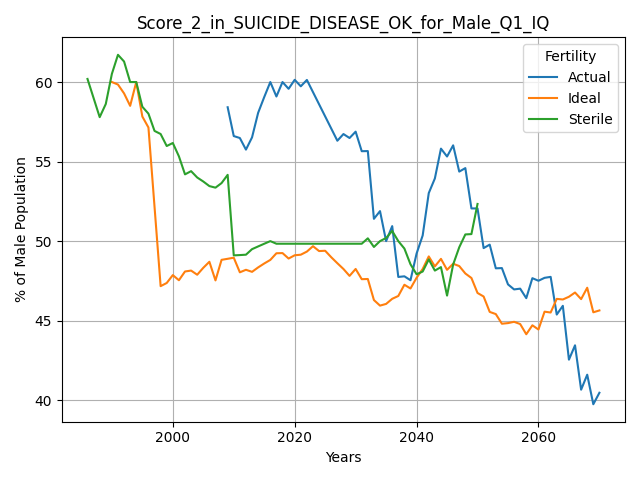 Score_2_in_SUICIDE_DISEASE_OK_for_Male_Q1_IQ
Fertility
Actual
Ideal
Sterile
% of Male Population
60
55
50
45
40
2000
2020
2040
2060
Years